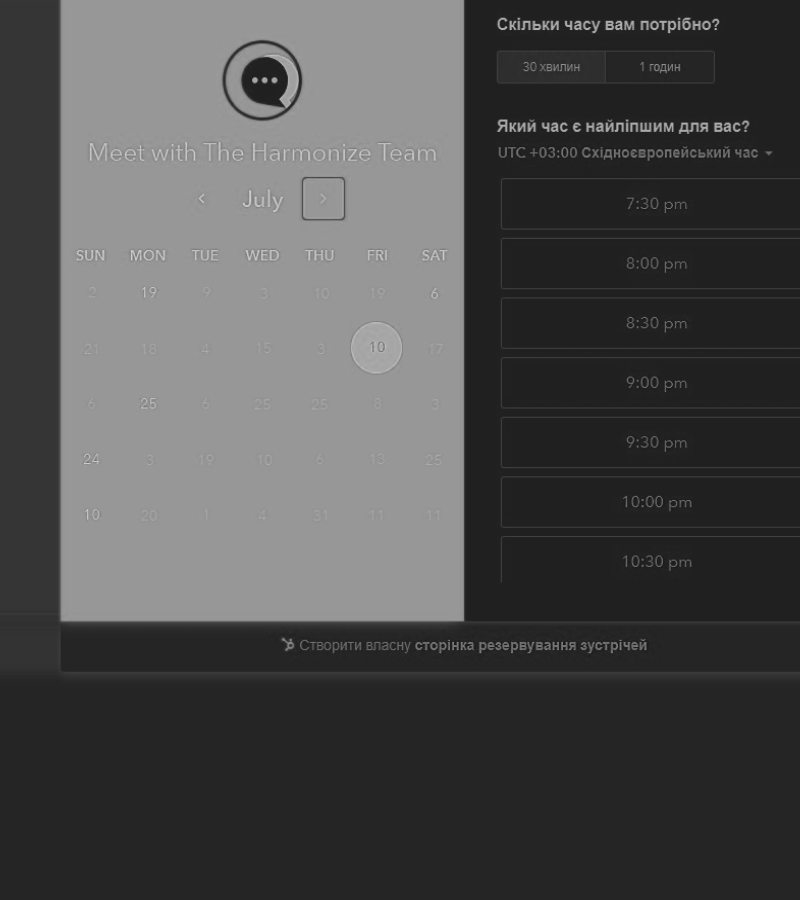 Meet with The Harmonize Team
July
SUN MON TUE WED THU FRI SAT
2 19 9 3 10 19 6
21 18 4 15 3 10 17
6 25 6 25 25 8 3
24 3 19 10 6 13 25
10 20 1 4 31 11 11
Скільки часу вам потрібно?
30 хвилин 1 годин
Який час є найліпшим для вас?
UTC +03:00 Східноєвропейський час
7:30 pm
8:00 pm
8:30 pm
9:00 pm
9:30 pm
10:00 pm
10:30 pm
Створити власну сторінка резервування зустрічей